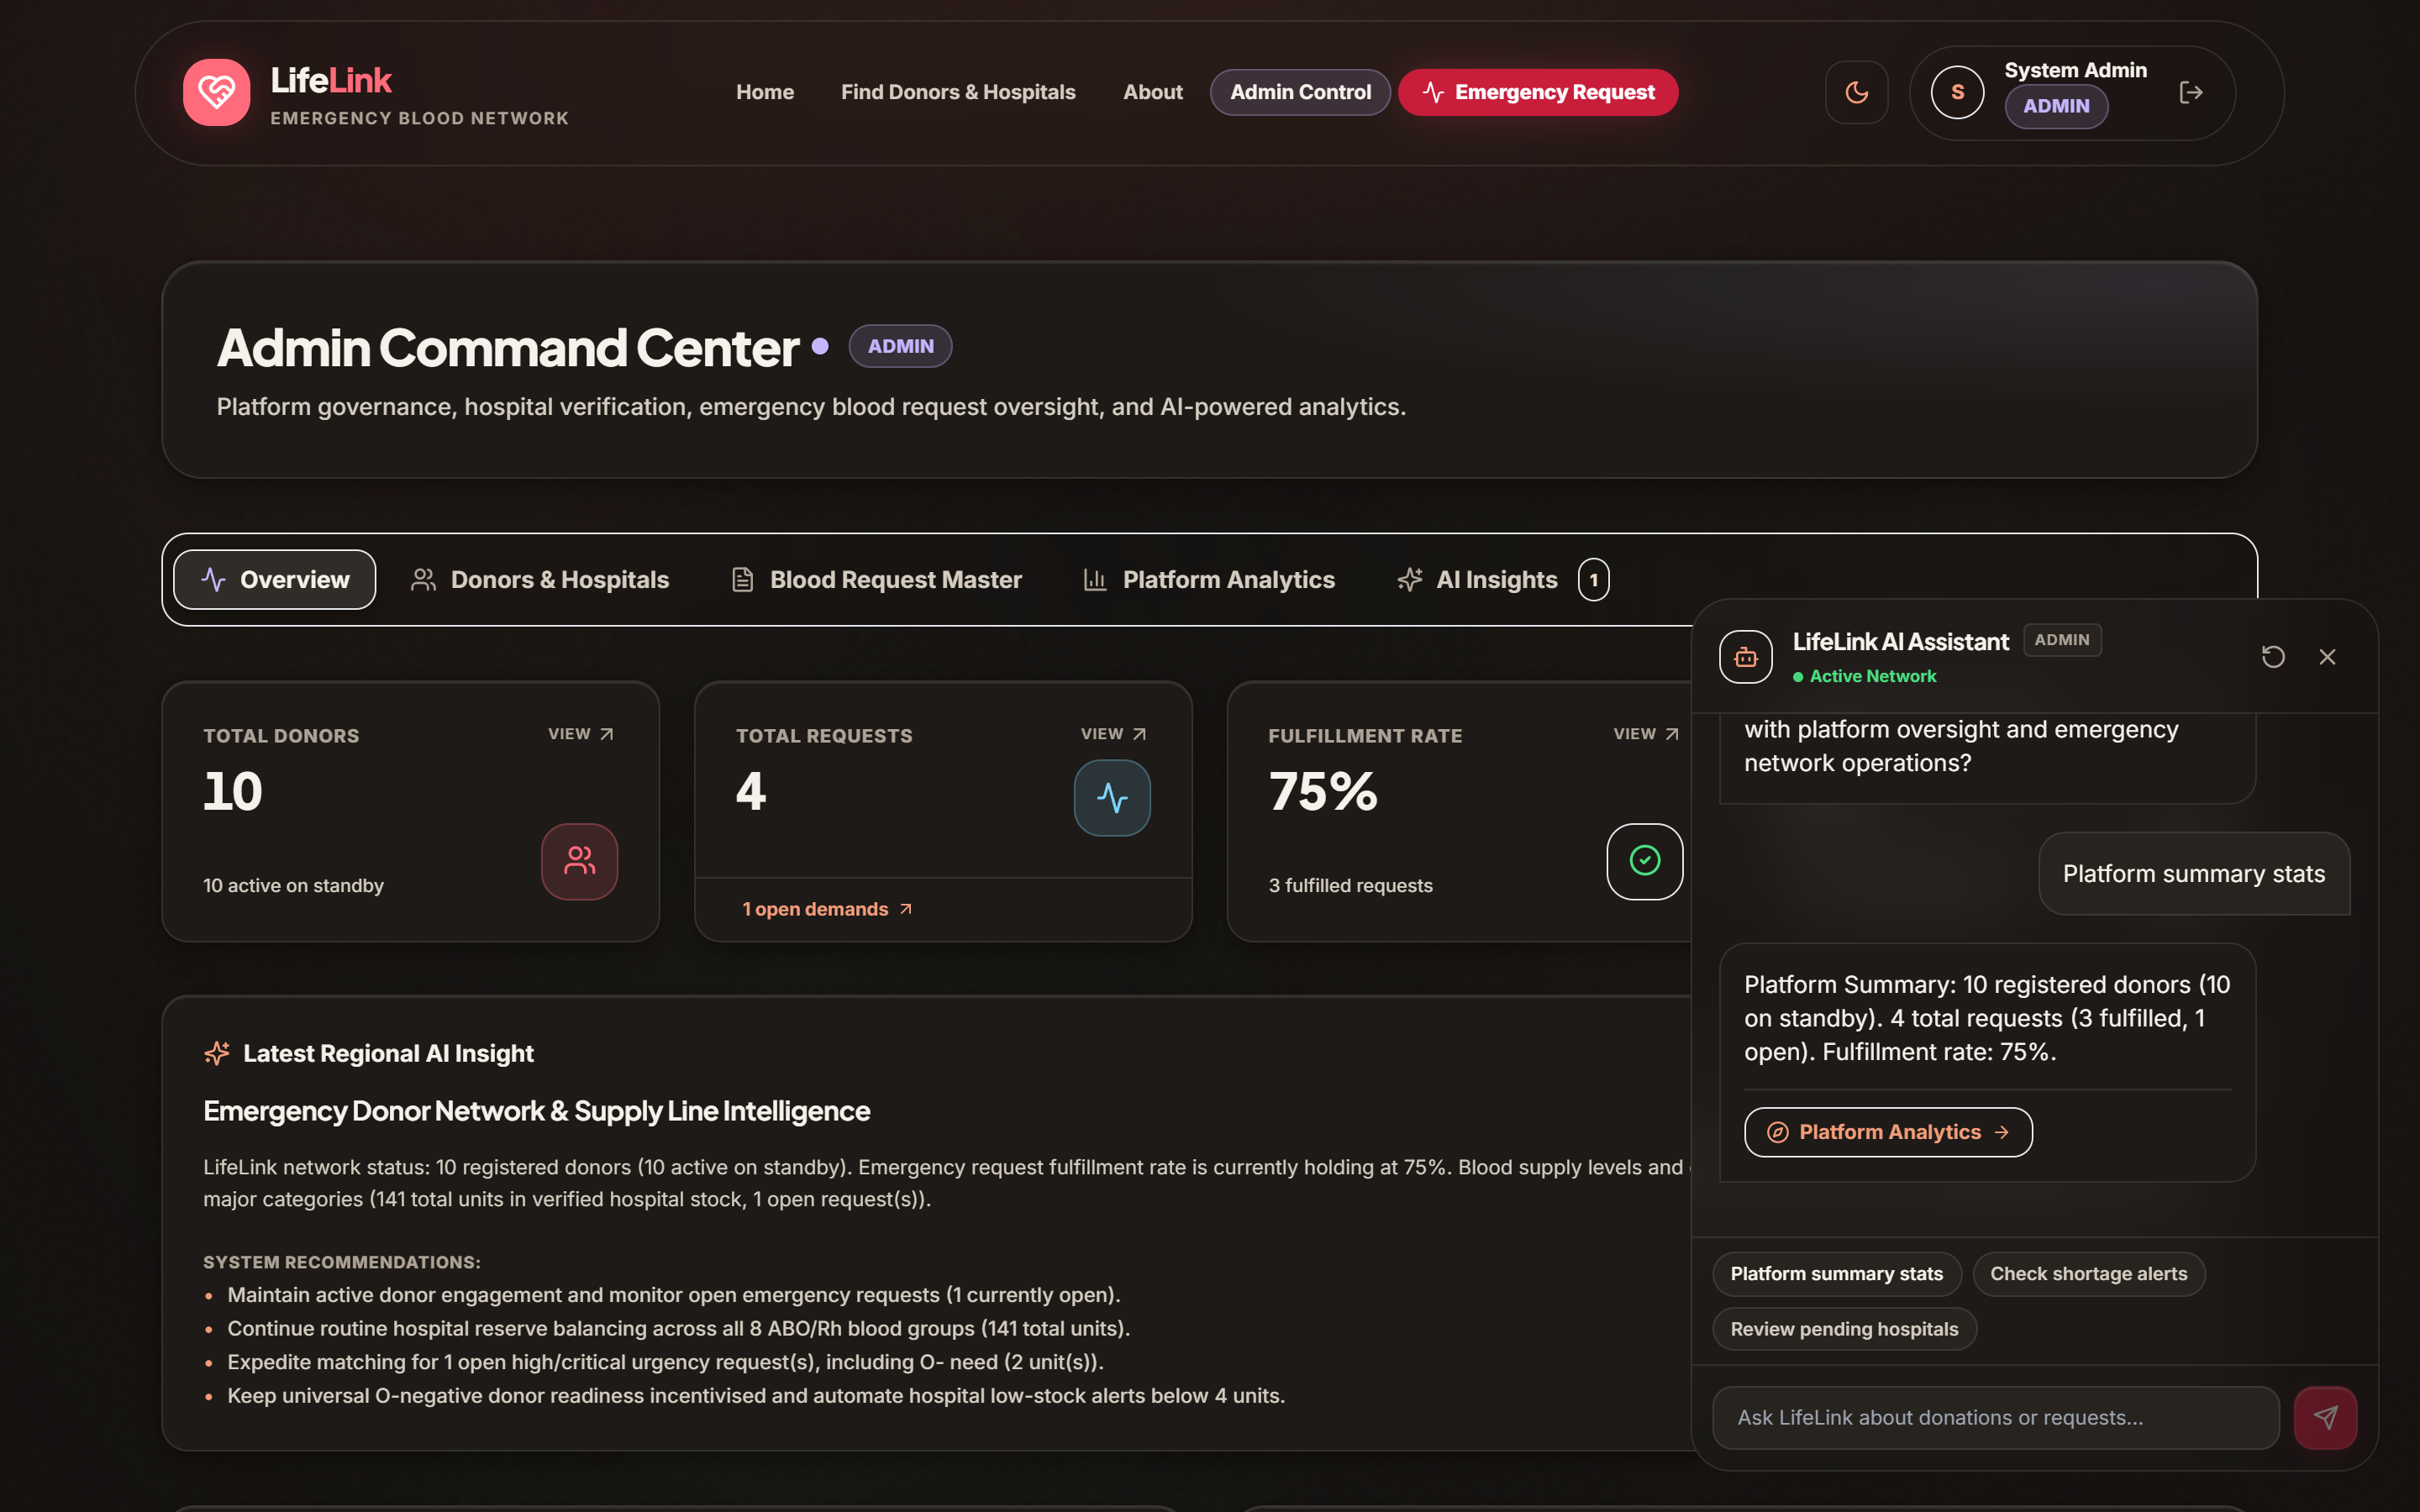 LifeLink
EMERGENCY BLOOD NETWORK
Home
Find Donors & Hospitals
About
Admin Control
Emergency Request
S
System Admin
ADMIN
Admin Command Center
ADMIN
Platform governance, hospital verification, emergency blood request oversight, and AI-powered analytics.
Overview
Donors & Hospitals
Blood Request Master
Platform Analytics
AI Insights
1
TOTAL DONORS
VIEW
10
10 active on standby
TOTAL REQUESTS
VIEW
4
1 open demands
FULFILLMENT RATE
VIEW
75%
3 fulfilled requests
Latest Regional AI Insight
Emergency Donor Network & Supply Line Intelligence
LifeLink network status: 10 registered donors (10 active on standby). Emergency request fulfillment rate is currently holding at 75%. Blood supply levels and
major categories (141 total units in verified hospital stock, 1 open request(s)).
SYSTEM RECOMMENDATIONS:
• Maintain active donor engagement and monitor open emergency requests (1 currently open).
• Continue routine hospital reserve balancing across all 8 ABO/Rh blood groups (141 total units).
• Expedite matching for 1 open high/critical urgency request(s), including O- need (2 unit(s)).
• Keep universal O-negative donor readiness incentivised and automate hospital low-stock alerts below 4 units.
LifeLink AI Assistant
ADMIN
Active Network
with platform oversight and emergency
network operations?
Platform summary stats
Platform Summary: 10 registered donors (10
on standby). 4 total requests (3 fulfilled, 1
open). Fulfillment rate: 75%.
Platform Analytics
Platform summary stats
Check shortage alerts
Review pending hospitals
Ask LifeLink about donations or requests...